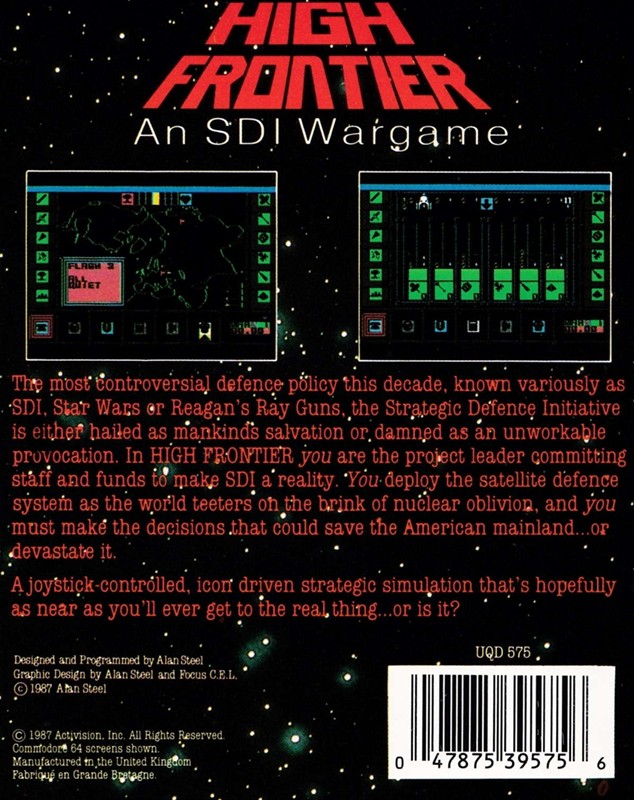 HIGH
FRONTIER
An SDI Wargame
FLASH 3
ALL
QUIET
The most controversial defence policy this decade, known variously as
SDI, Star Wars or Reagan's Ray Guns, the Strategic Defence Initiative
is either hailed as mankinds salvation or damned as an unworkable
provocation. In HIGH FRONTIER you are the project leader committing
staff and funds to make SDI a reality. You deploy the satellite defence
system as the world teeters on the brink of nuclear oblivion, and you
must make the decisions that could save the American mainland...or
devastate it.
A joystick-controlled, icon driven strategic simulation that's hopefully
as near as you'll ever get to the real thing...or is it?
Designed and Programmed by Alan Steel
Graphic Design by Alan Steel and Focus C.E.L.
© 1987 Alan Steel
© 1987 Activision, Inc. All Rights Reserved.
Commodore 64 screens shown.
Manufactured in the United Kingdom
Fabriqué en Grande Bretagne.
UQD 575
0 47875 39575 6